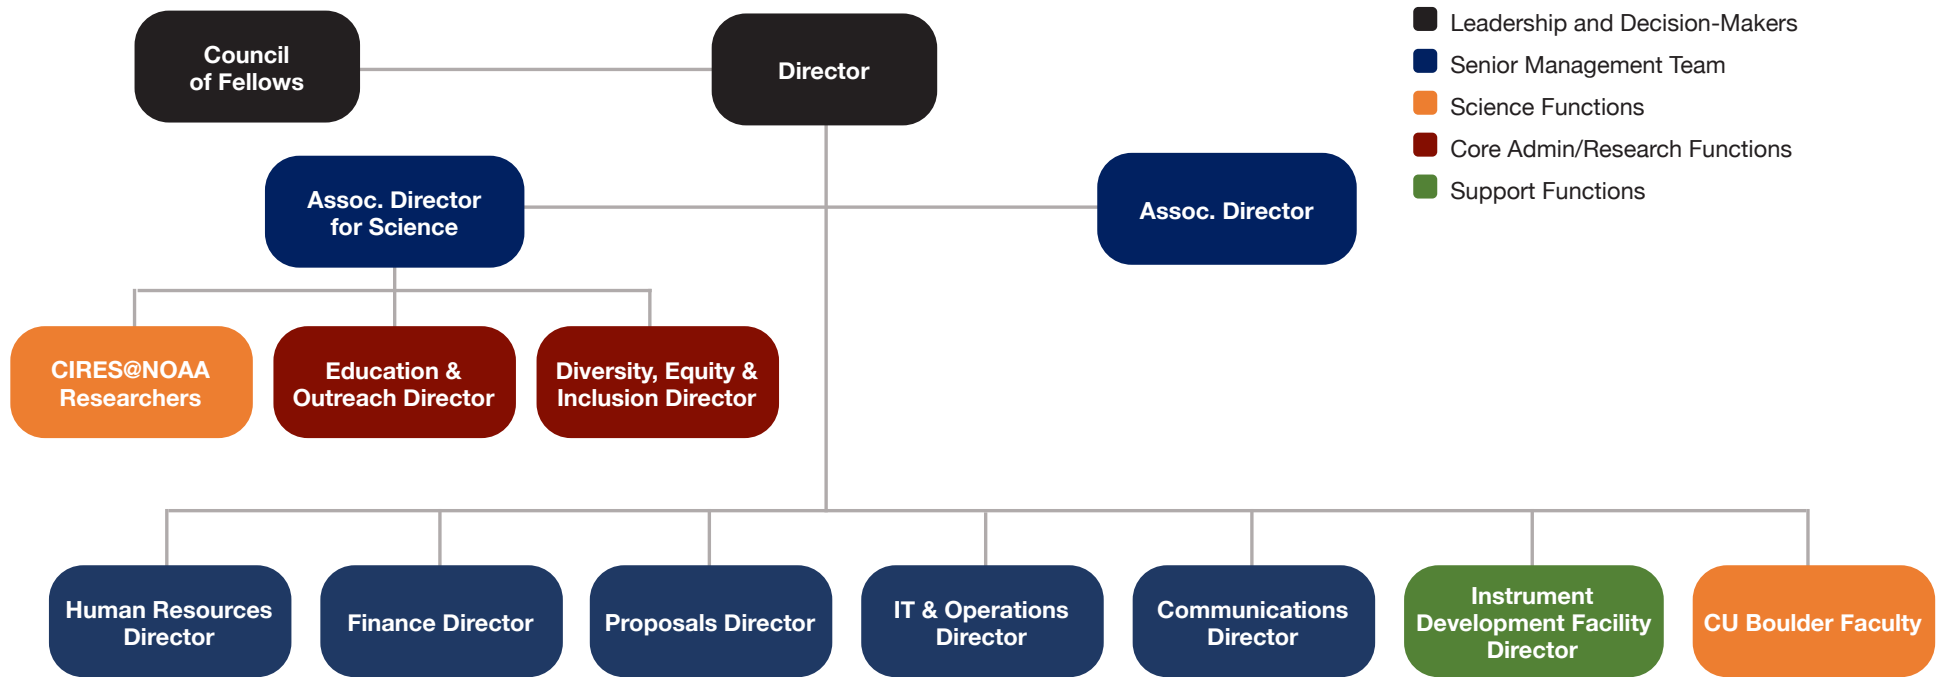 Council
of Fellows
Director
Leadership and Decision-Makers
Senior Management Team
Science Functions
Core Admin/Research Functions
Support Functions
Assoc. Director
for Science
Assoc. Director
CIRES@NOAA
Researchers
Education &
Outreach Director
Diversity, Equity &
Inclusion Director
Human Resources
Director
Finance Director
Proposals Director
IT & Operations
Director
Communications
Director
Instrument
Development Facility
Director
CU Boulder Faculty